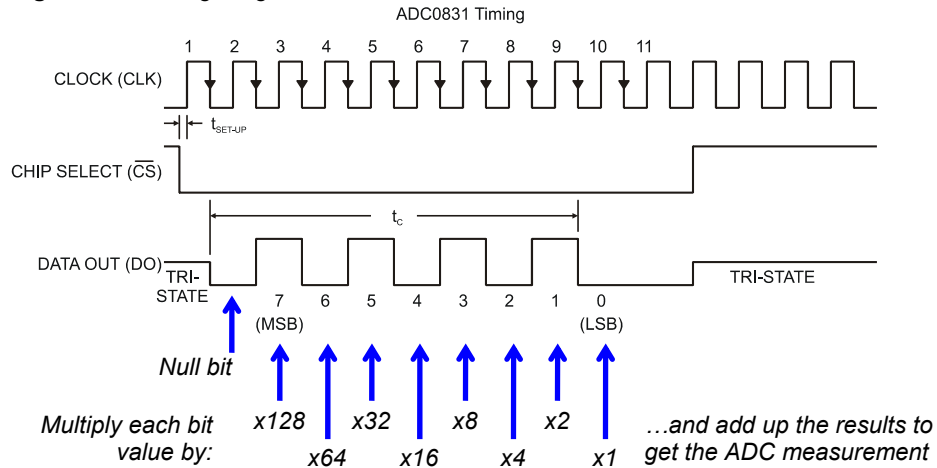 ADC0831 Timing
1 2 3 4 5 6 7 8 9 10 11
CLOCK (CLK)
tSET-UP
CHIP SELECT (CS)
tC
DATA OUT (DO)
TRI-
STATE
TRI-STATE
7 6 5 4 3 2 1 0
(MSB) (LSB)
Null bit
Multiply each bit
value by:
x128 x32 x8 x2
x64 x16 x4 x1
…and add up the results to
get the ADC measurement